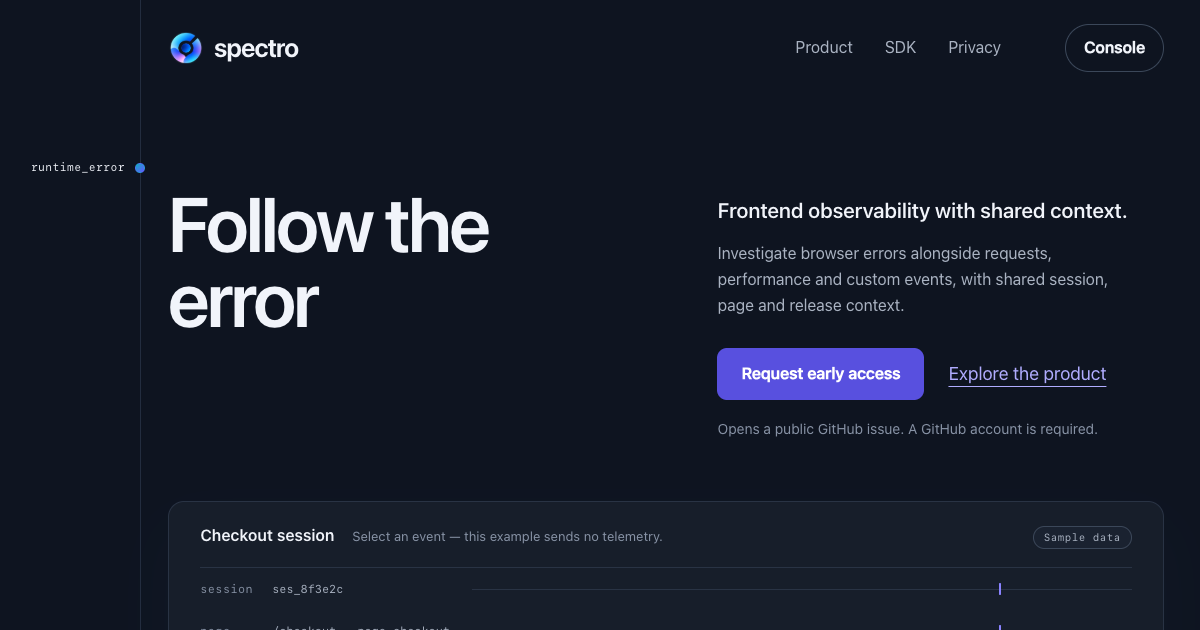 spectro
Product
SDK
Privacy
Console
runtime_error
Follow the
error
Frontend observability with shared context.
Investigate browser errors alongside requests,
performance and custom events, with shared session,
page and release context.
Request early access
Explore the product
Opens a public GitHub issue. A GitHub account is required.
Checkout session
Select an event — this example sends no telemetry.
Sample data
session
ses_8f3e2c